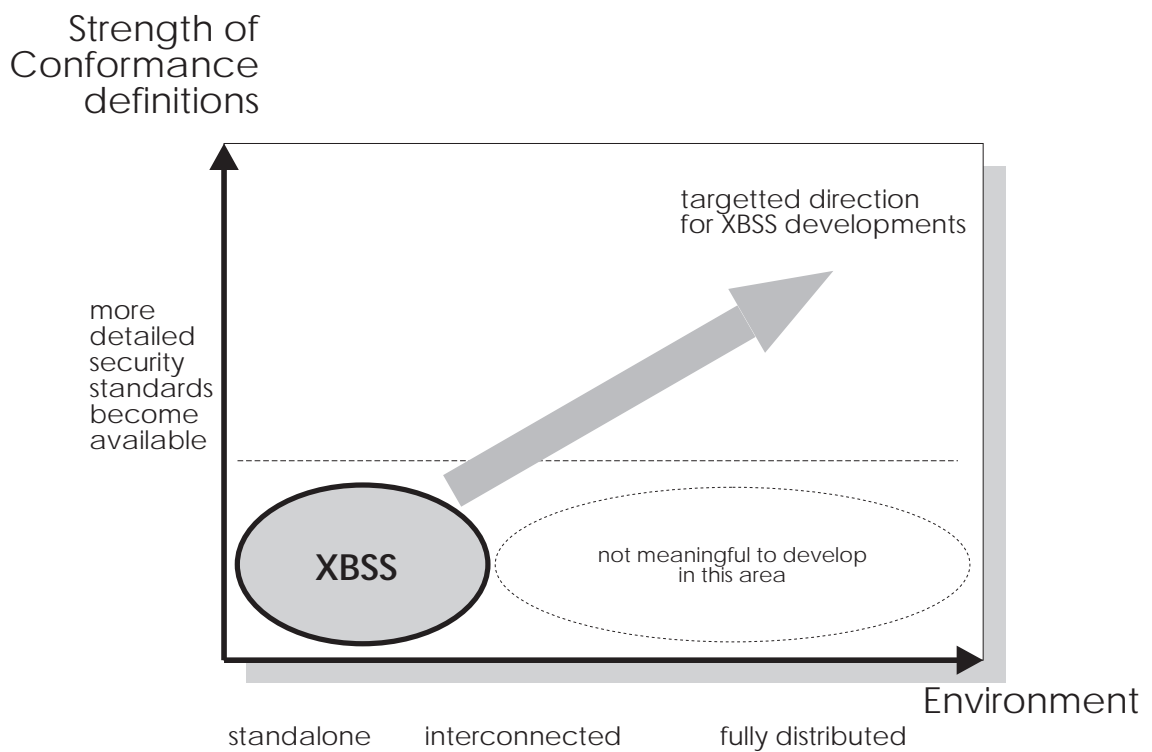 Strength of
Conformance
definitions
targetted direction
for XBSS developments
more
detailed
security
standards
become
available
XBSS
not meaningful to develop
in this area
Environment
standalone
interconnected
fully distributed